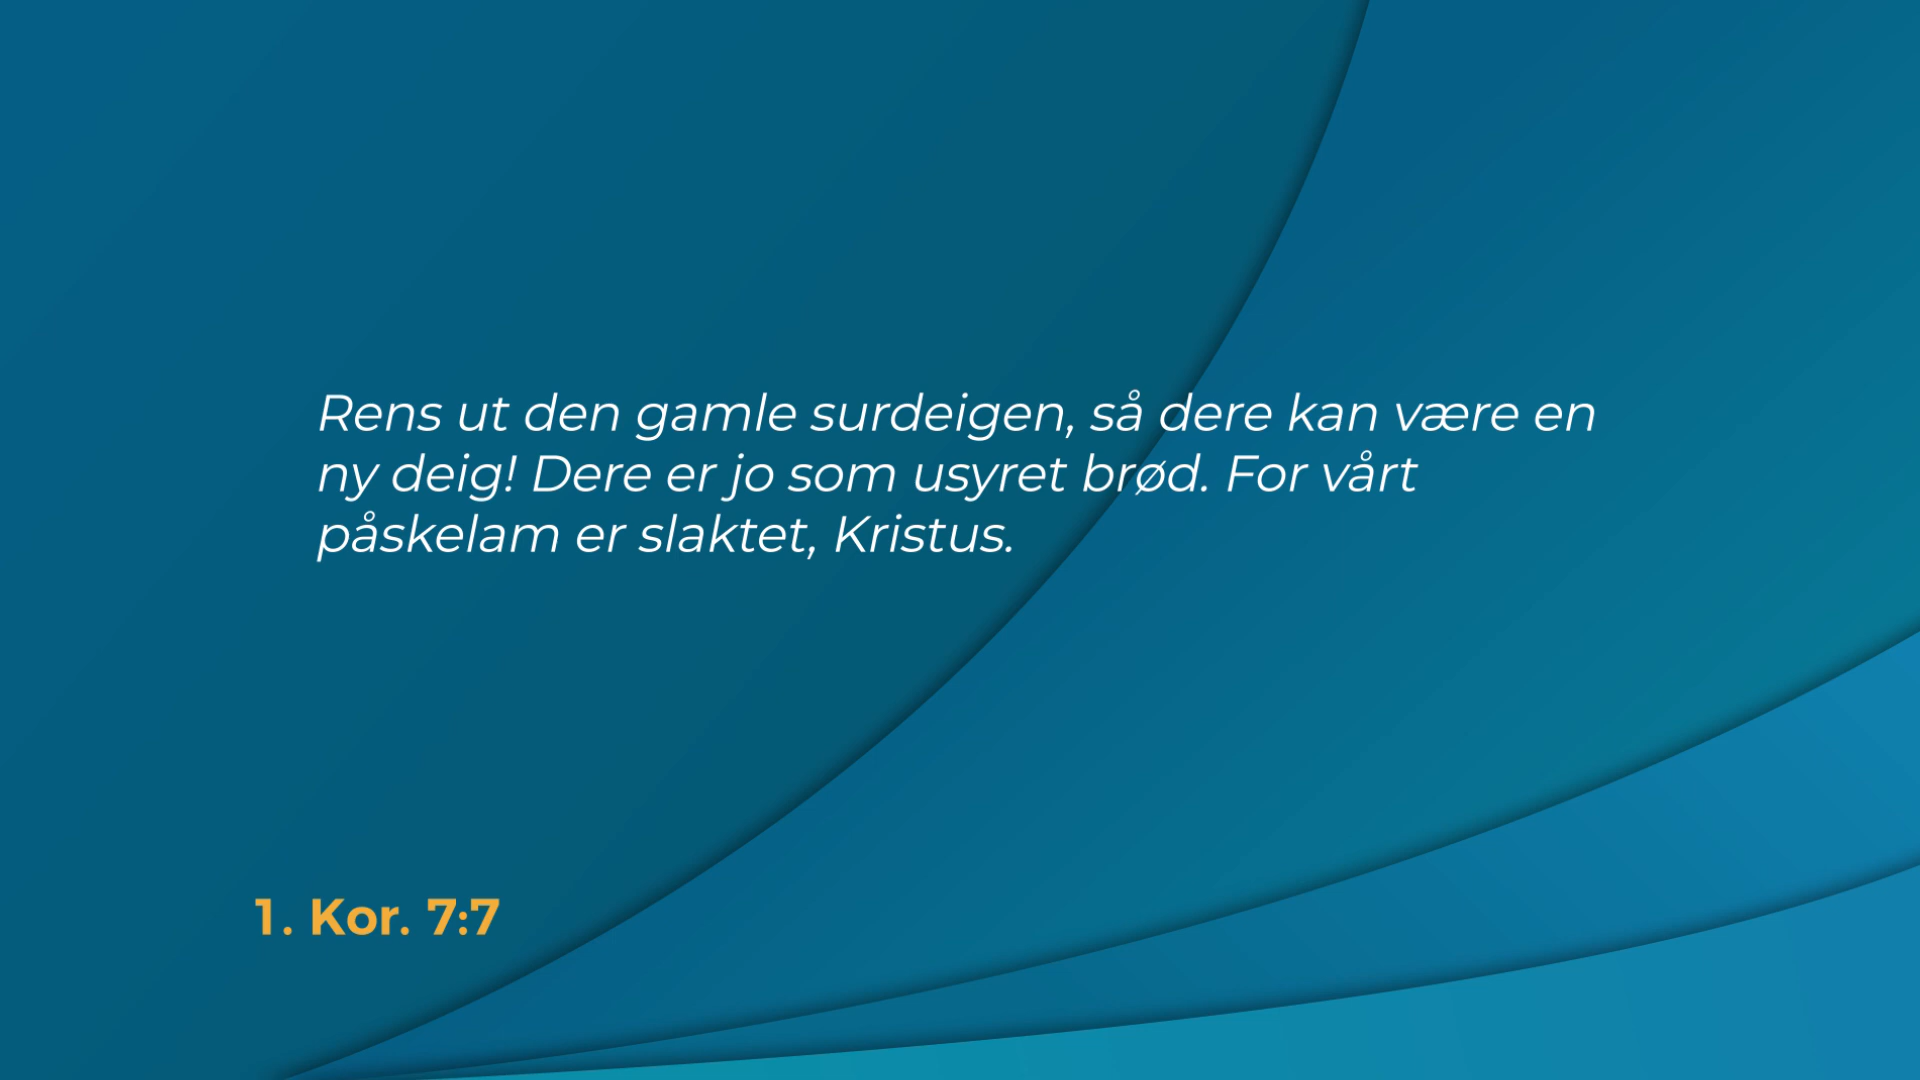 Rens ut den gamle surdeigen, så dere kan være en
ny deig! Dere er jo som usyret brød. For vårt
påskelam er slaktet, Kristus.
1. Kor. 7:7